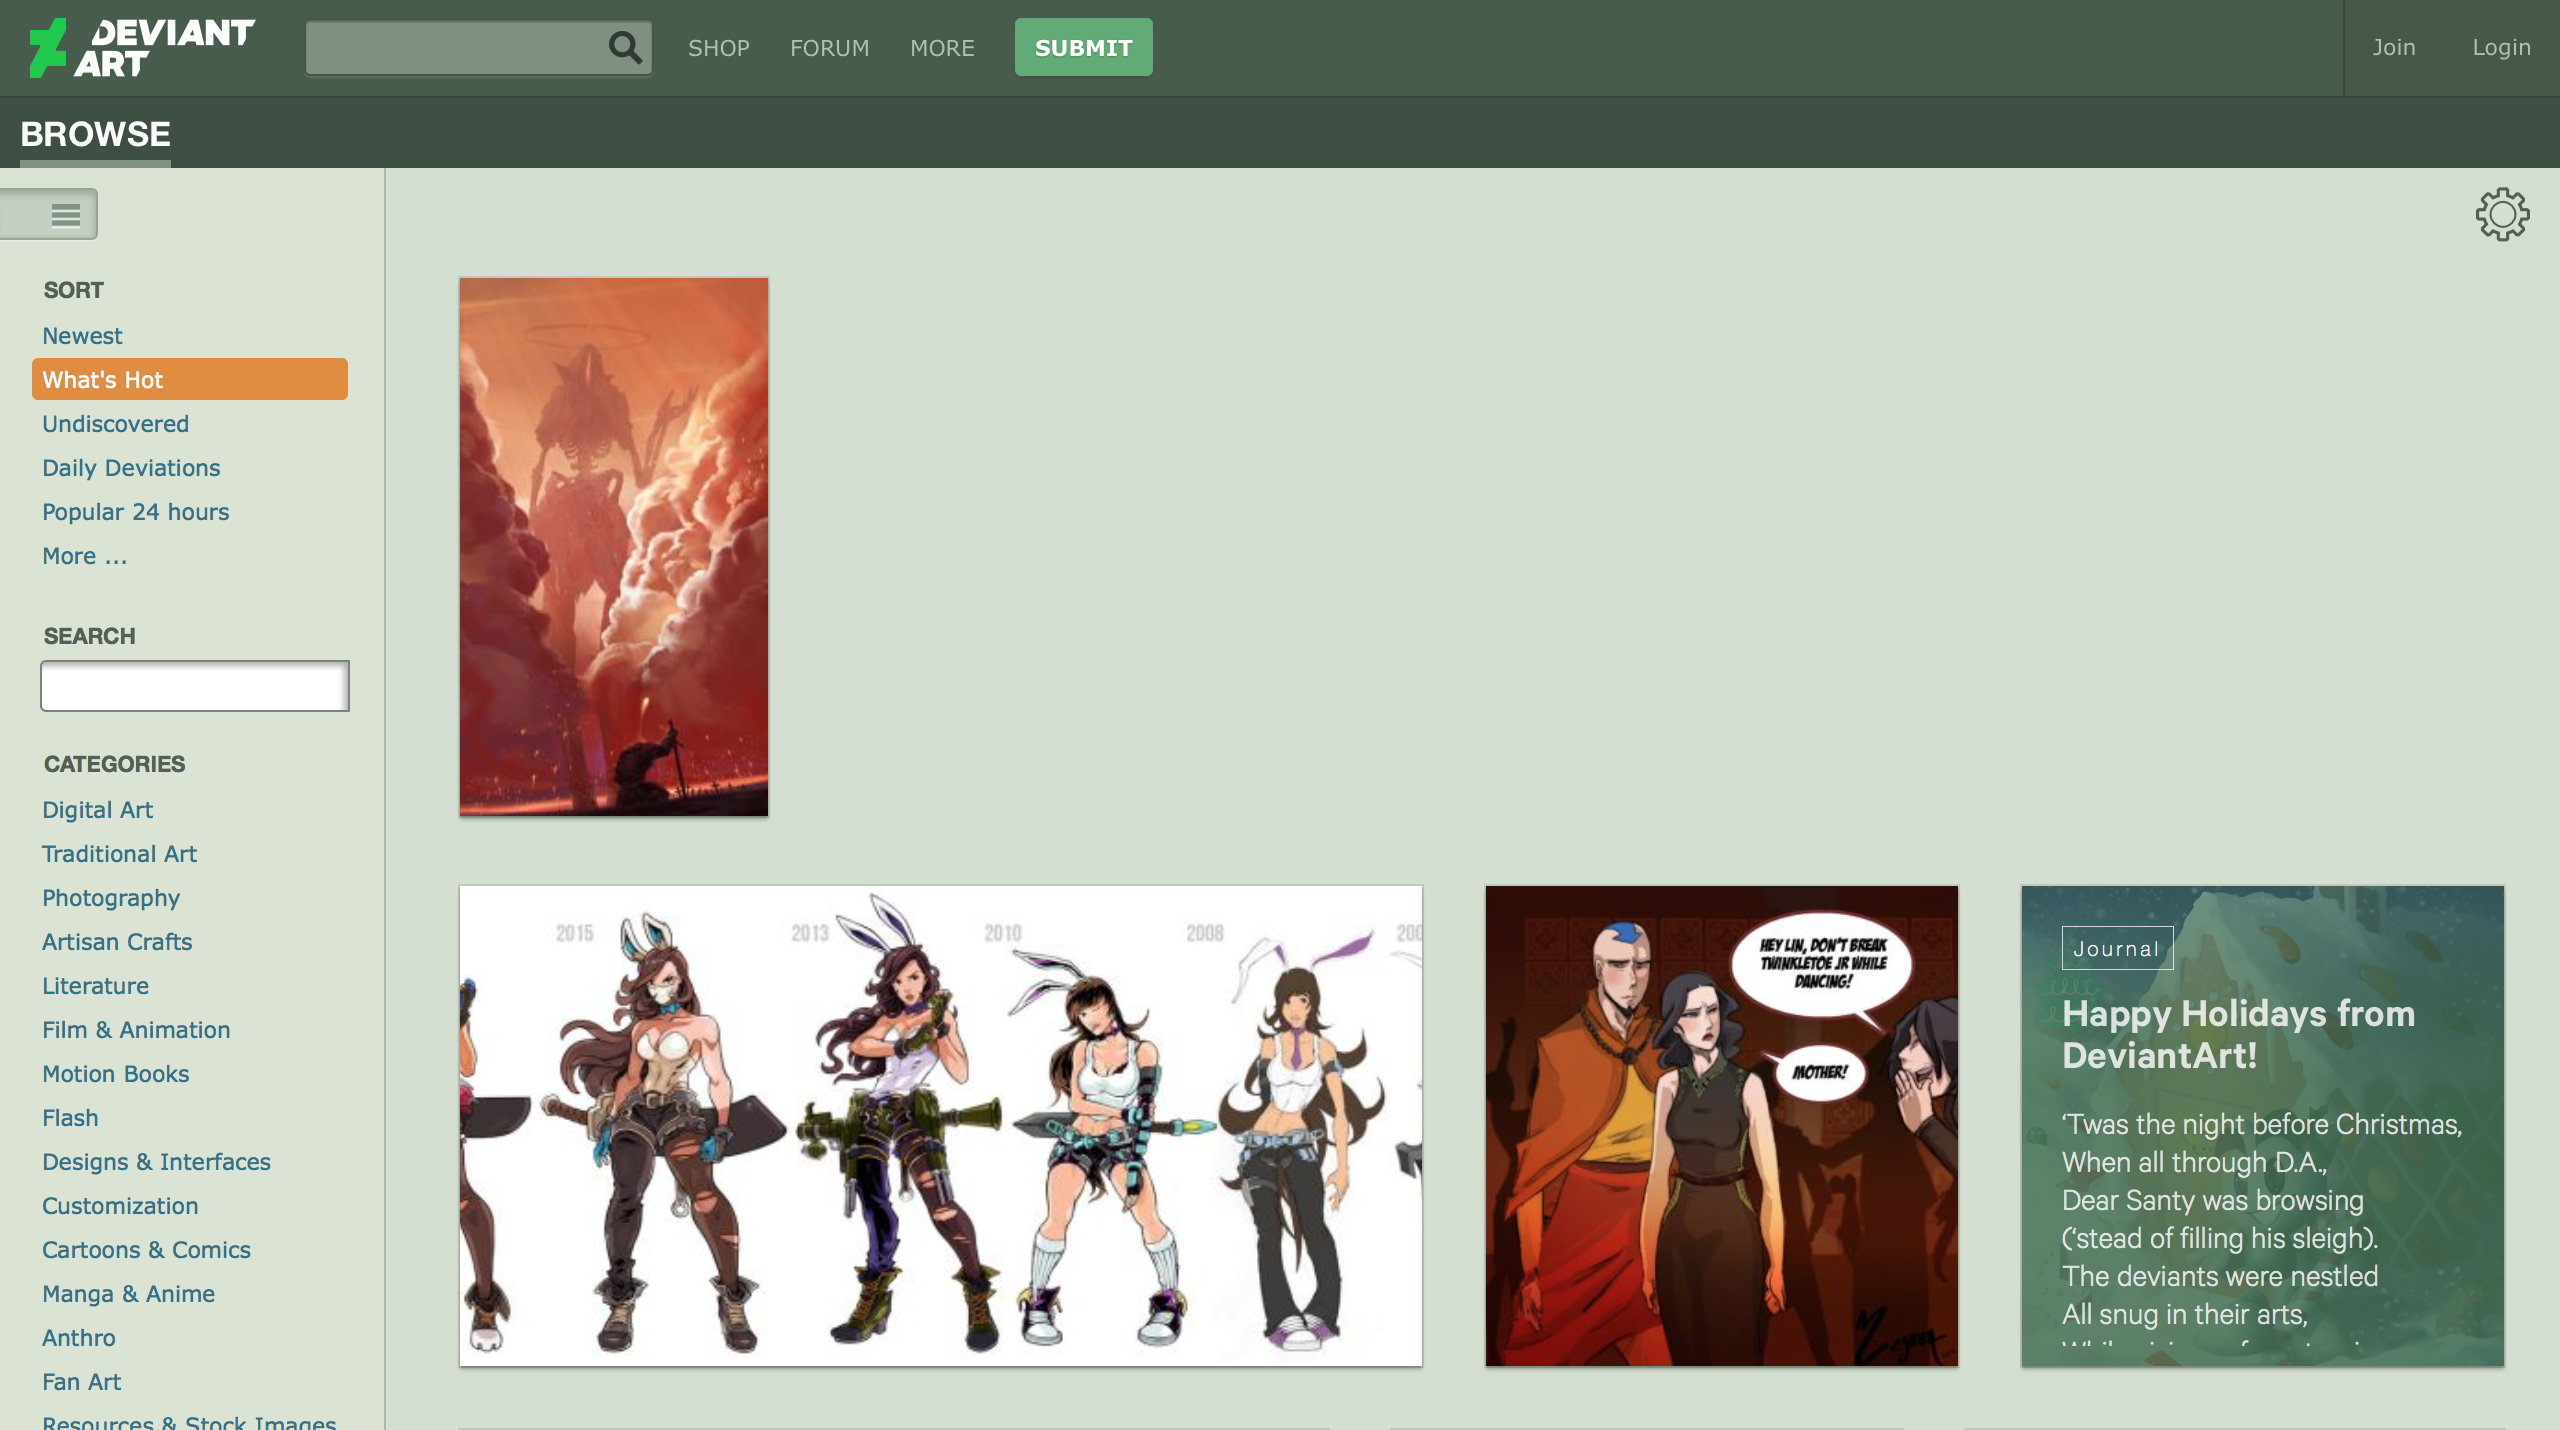 DEVIANT
ART
SHOP
FORUM
MORE
SUBMIT
Join
Login
BROWSE
SORT
Newest
What's Hot
Undiscovered
Daily Deviations
Popular 24 hours
More ...
SEARCH
CATEGORIES
Digital Art
Traditional Art
Photography
Artisan Crafts
Literature
Film & Animation
Motion Books
Flash
Designs & Interfaces
Customization
Cartoons & Comics
Manga & Anime
Anthro
Fan Art
Resources & Stock Images
2015
2013
2010
2008
HEY LIN, DON'T BREAK
TWINKLETOE JR WHILE
DANCING!
MOTHER!
Journal
Happy Holidays from
DeviantArt!
‘Twas the night before Christmas,
When all through D.A.,
Dear Santy was browsing
(‘stead of filling his sleigh).
The deviants were nestled
All snug in their arts,